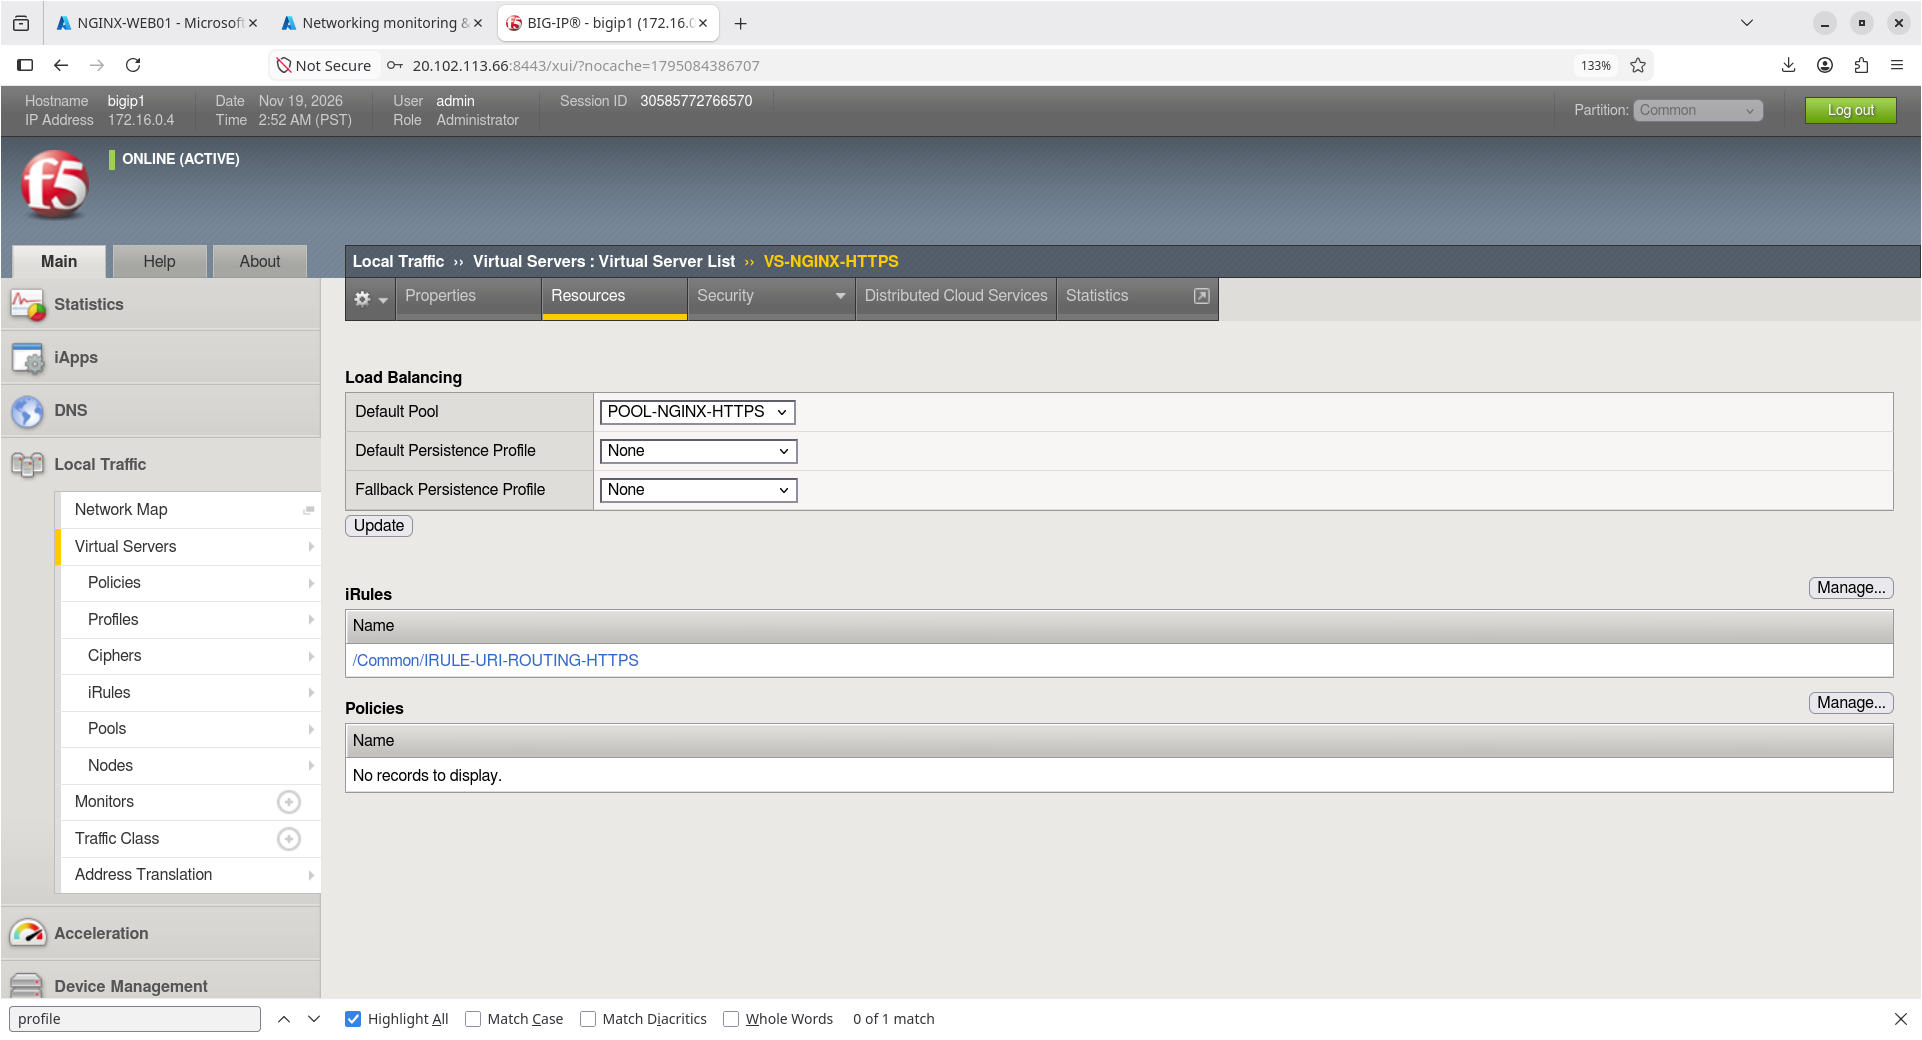 NGINX-WEB01 - Microsoft
Networking monitoring &
BIG-IP® - bigip1 (172.16.0
Not Secure
20.102.113.66:8443/xui/?nocache=1795084386707
133%
Hostname bigip1
IP Address 172.16.0.4
Date Nov 19, 2026
Time 2:52 AM (PST)
User admin
Role Administrator
Session ID 30585772766570
Partition: Common
Log out
f5
ONLINE (ACTIVE)
Main
Help
About
Local Traffic ›› Virtual Servers : Virtual Server List ›› VS-NGINX-HTTPS
Properties
Resources
Security
Distributed Cloud Services
Statistics
Statistics
iApps
DNS
Local Traffic
Network Map
Virtual Servers
Policies
Profiles
Ciphers
iRules
Pools
Nodes
Monitors
Traffic Class
Address Translation
Acceleration
Device Management
Load Balancing
Default Pool POOL-NGINX-HTTPS
Default Persistence Profile None
Fallback Persistence Profile None
Update
iRules
Manage...
Name
/Common/IRULE-URI-ROUTING-HTTPS
Policies
Manage...
Name
No records to display.
profile
Highlight All
Match Case
Match Diacritics
Whole Words
0 of 1 match